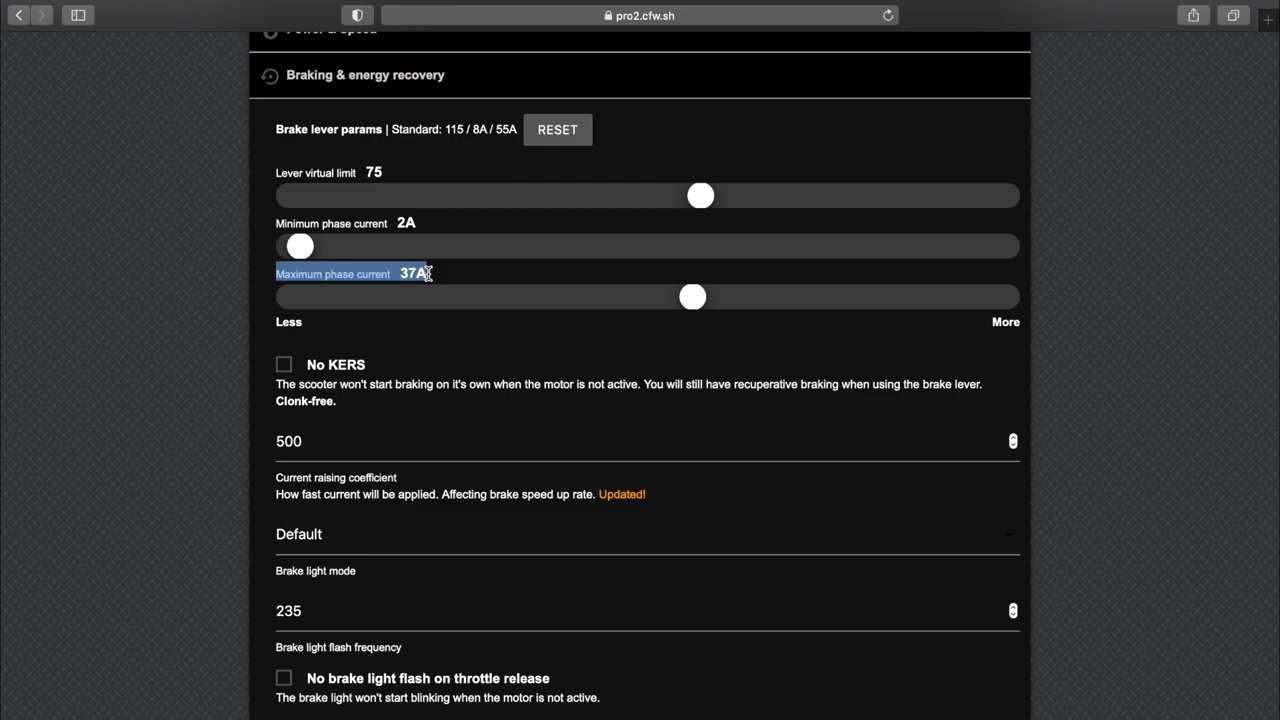 pro2.cfw.sh
Power & Speed
Braking & energy recovery
Brake lever params | Standard: 115 / 8A / 55A RESET
Lever virtual limit 75
Minimum phase current 2A
Maximum phase current 37A
Less More
No KERS
The scooter won't start braking on it's own when the motor is not active. You will still have recuperative braking when using the brake lever.
Clonk-free.
500
Current raising coefficient
How fast current will be applied. Affecting brake speed up rate. Updated!
Default
Brake light mode
235
Brake light flash frequency
No brake light flash on throttle release
The brake light won't start blinking when the motor is not active.